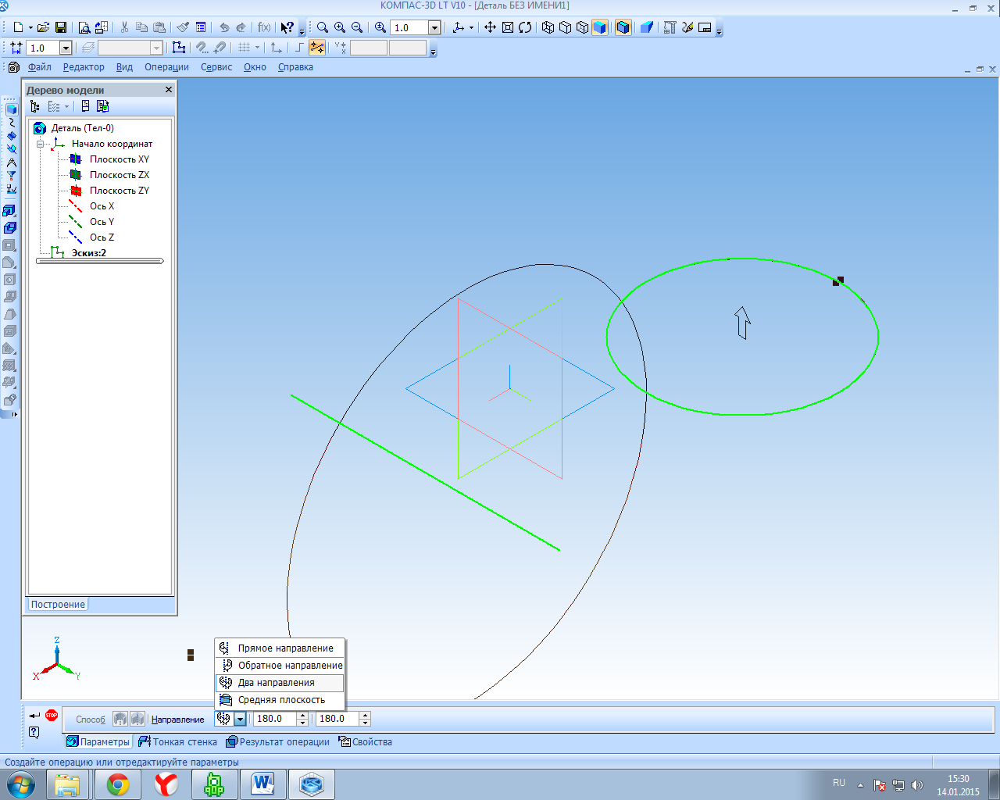 КОМПАС-3D LT V10 - [Деталь БЕЗ ИМЕНИ1]
1.0
f(x)
1.0
Файл Редактор Вид Операции Сервис Окно Справка
Дерево модели
Деталь (Тел-0)
Начало координат
Плоскость XY
Плоскость ZX
Плоскость ZY
Ось X
Ось Y
Ось Z
Эскиз:2
Построение
Z
X
Y
Прямое направление
Обратное направление
Два направления
Средняя плоскость
STOP Способ Направление 180.0 180.0
Параметры Тонкая стенка Результат операции Свойства
Создайте операцию или отредактируйте параметры
RU
15:30
14.01.2015